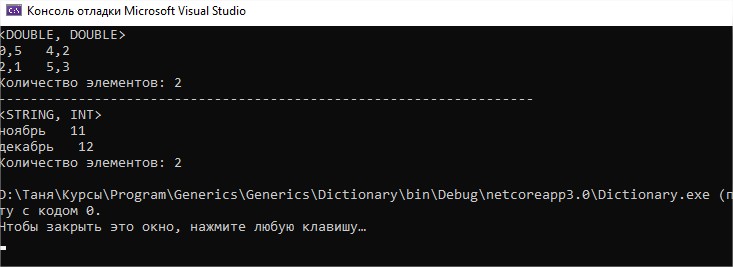 Консоль отладки Microsoft Visual Studio
<DOUBLE, DOUBLE>
0,5 4,2
2,1 5,3
Количество элементов: 2
-------------------------------------------------------------------
<STRING, INT>
ноябрь 11
декабрь 12
Количество элементов: 2
D:\Таня\Курсы\Program\Generics\Generics\Dictionary\bin\Debug\netcoreapp3.0\Dictionary.exe (п
ту с кодом 0.
Чтобы закрыть это окно, нажмите любую клавишу…